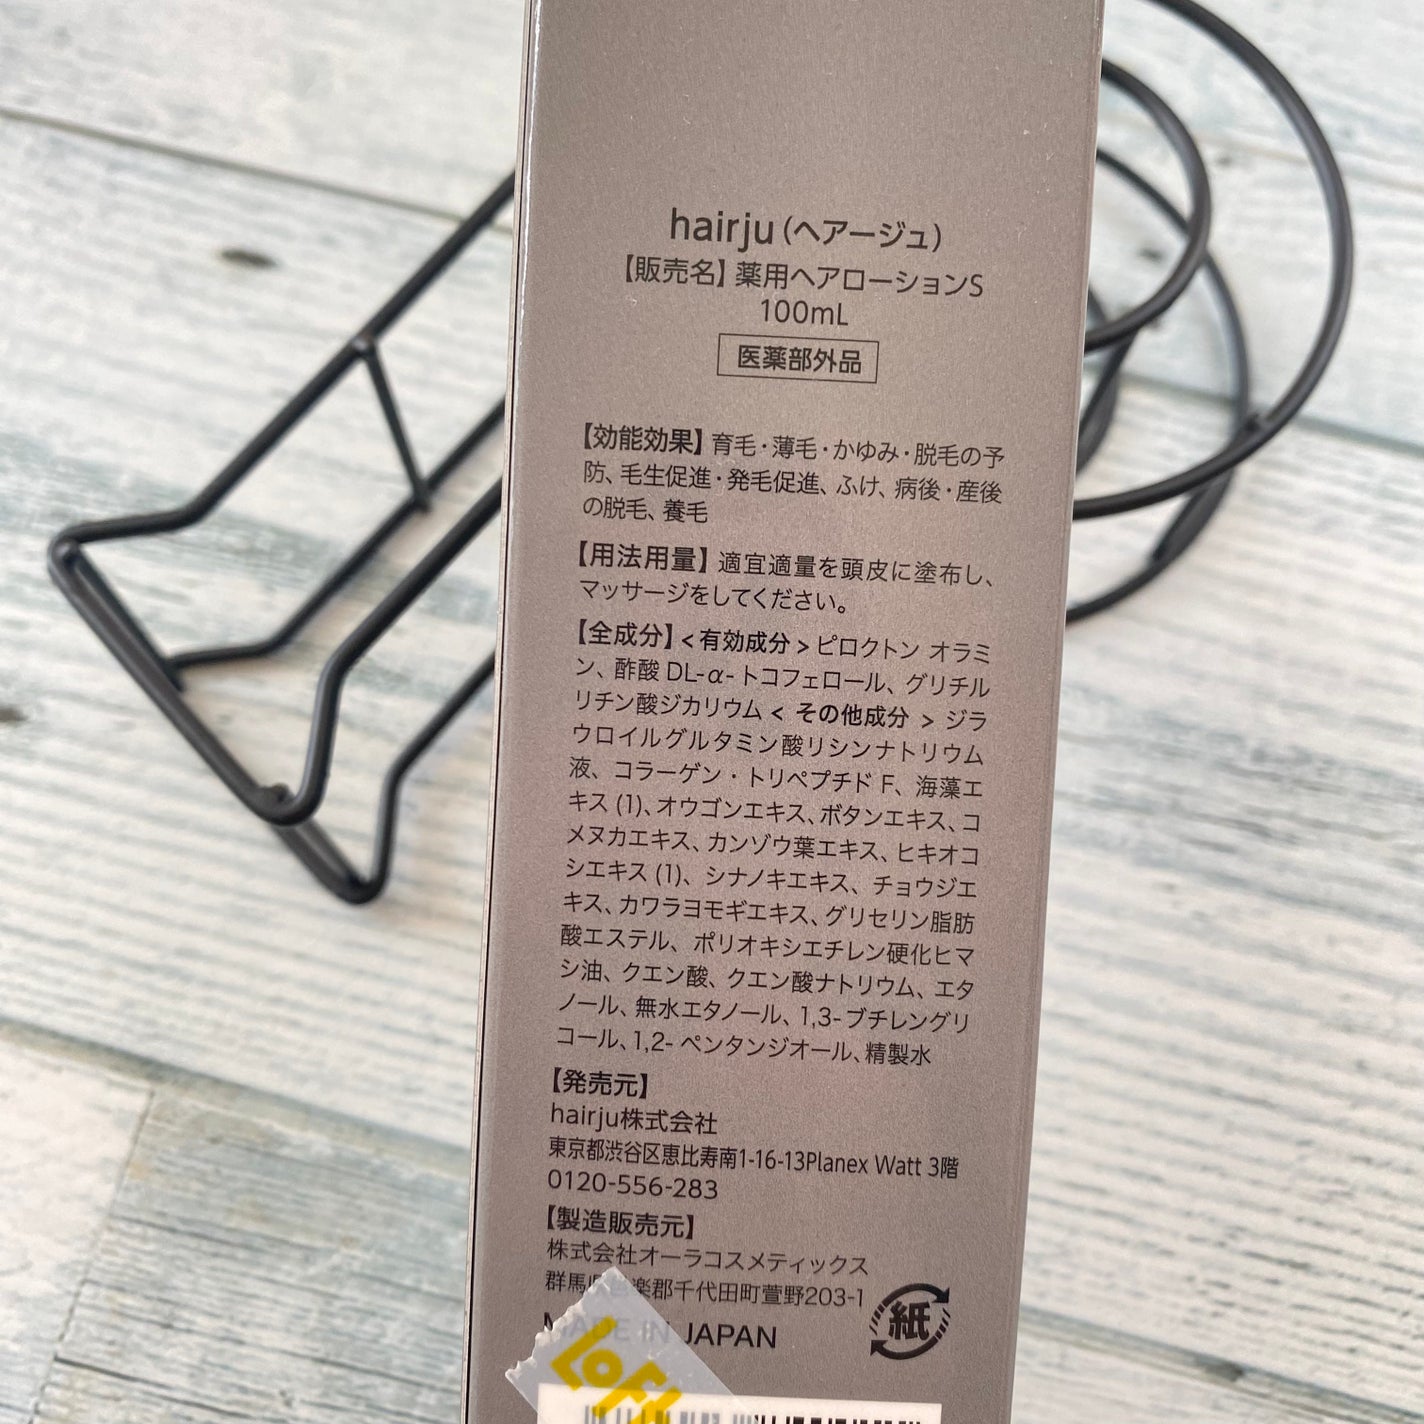 hairju(ヘアージュ)
【販売名】薬用ヘアローションS
100mL
医薬部外品
【効能効果】育毛・薄毛・かゆみ・脱毛の予
防、毛生促進・発毛促進、ふけ、病後・産後
の脱毛、養毛
【用法用量】適宜適量を頭皮に塗布し、
マッサージをしてください。
【全成分】<有効成分>ピロクトン オラミ
ン、酢酸 DL-α-トコフェロール、グリチル
リチン酸ジカリウム< その他成分 > ジラ
ウロイルグルタミン酸リシンナトリウム
液、コラーゲン・トリペプチド F、海藻エ
キス (1)、オウゴンエキス、ボタンエキス、コ
メヌカエキス、カンゾウ葉エキス、ヒキオコ
シエキス (1)、シナノキエキス、チョウジエ
キス、カワラヨモギエキス、グリセリン脂肪
酸エステル、ポリオキシエチレン硬化ヒマ
シ油、クエン酸、クエン酸ナトリウム、エタ
ノール、無水エタノール、1,3-ブチレングリ
コール、1,2-ペンタンジオール、精製水
【発売元】
hairju株式会社
東京都渋谷区恵比寿南1-16-13Planex Watt 3階
0120-556-283
【製造販売元】
株式会社オーラコスメティックス
群馬県邑楽郡千代田町萱野203-1
紙
MADE IN JAPAN
LOFT